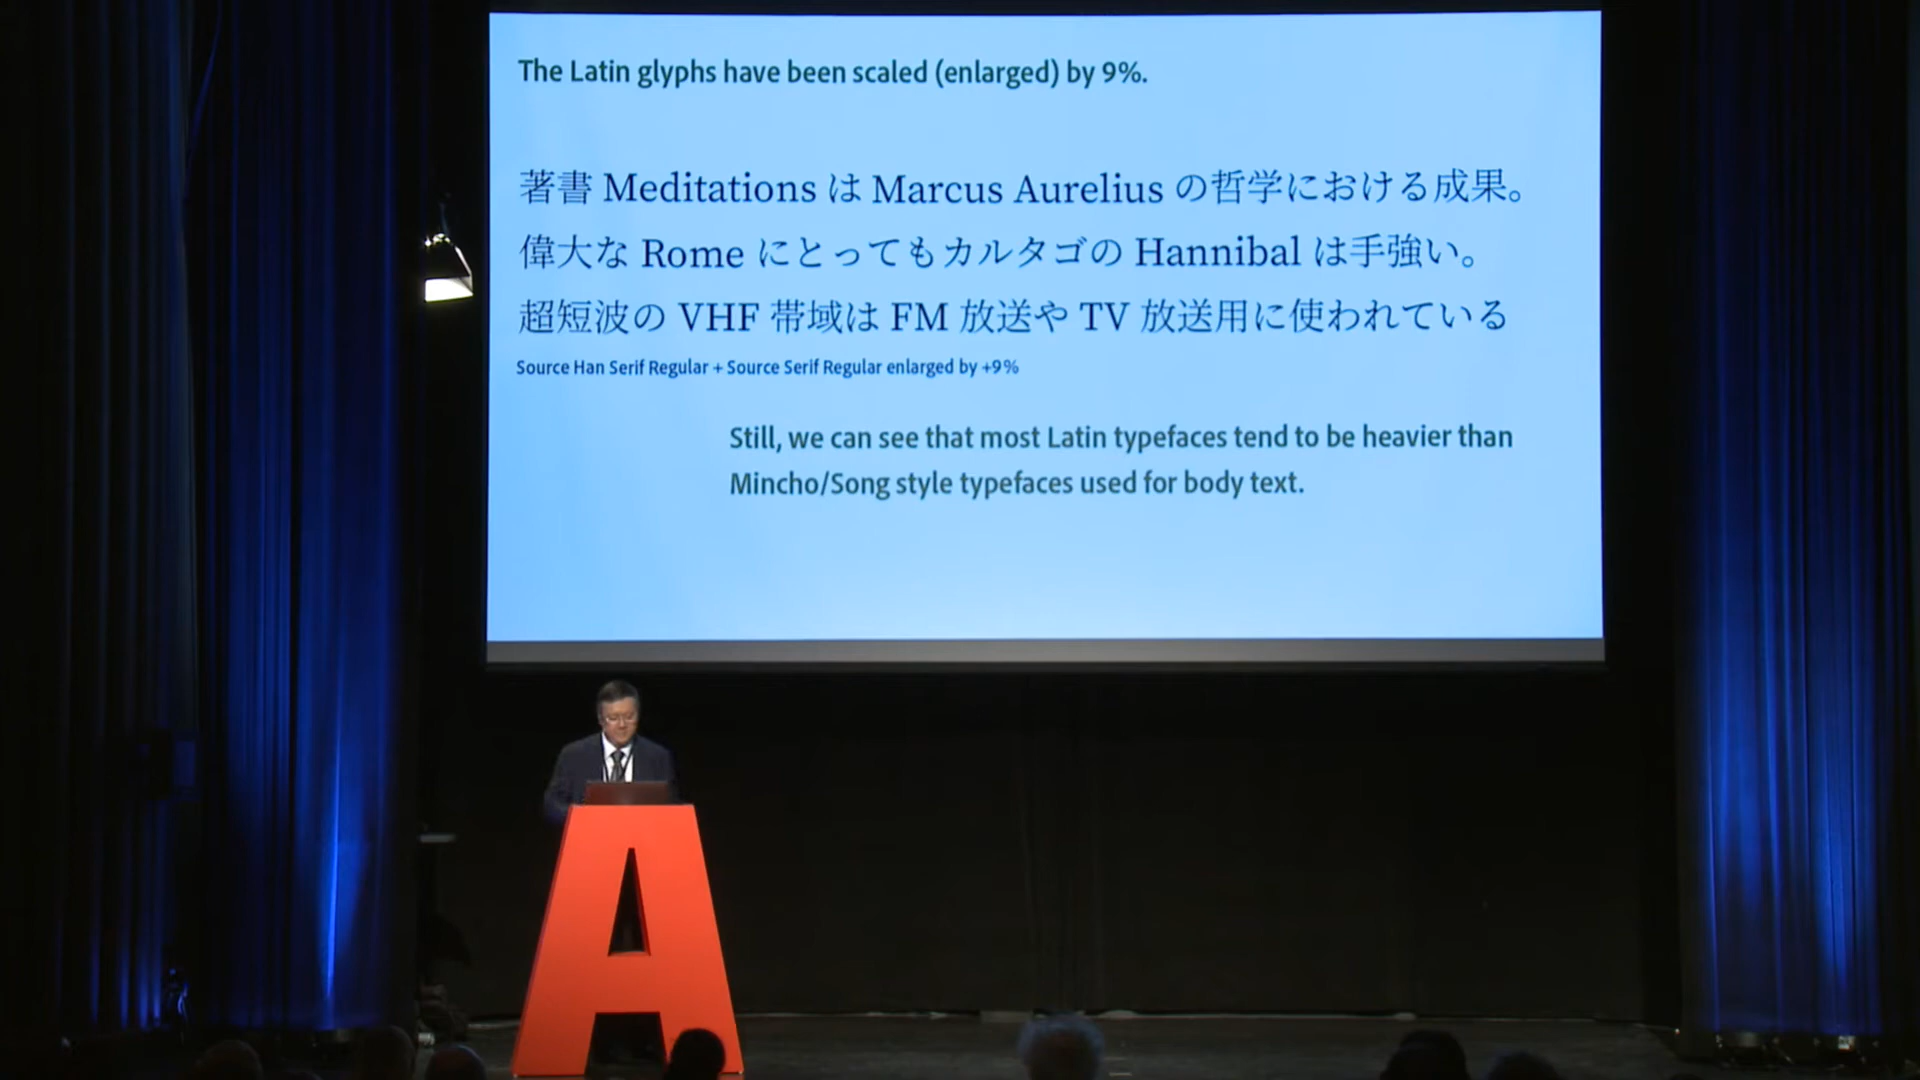 The Latin glyphs have been scaled (enlarged) by 9%.
著書 Meditations は Marcus Aurelius の哲学における成果。
偉大な Rome にとってもカルタゴの Hannibal は手強い。
超短波の VHF 帯域は FM 放送や TV 放送用に使われている
Source Han Serif Regular + Source Serif Regular enlarged by +9%
Still, we can see that most Latin typefaces tend to be heavier than
Mincho/Song style typefaces used for body text.
A